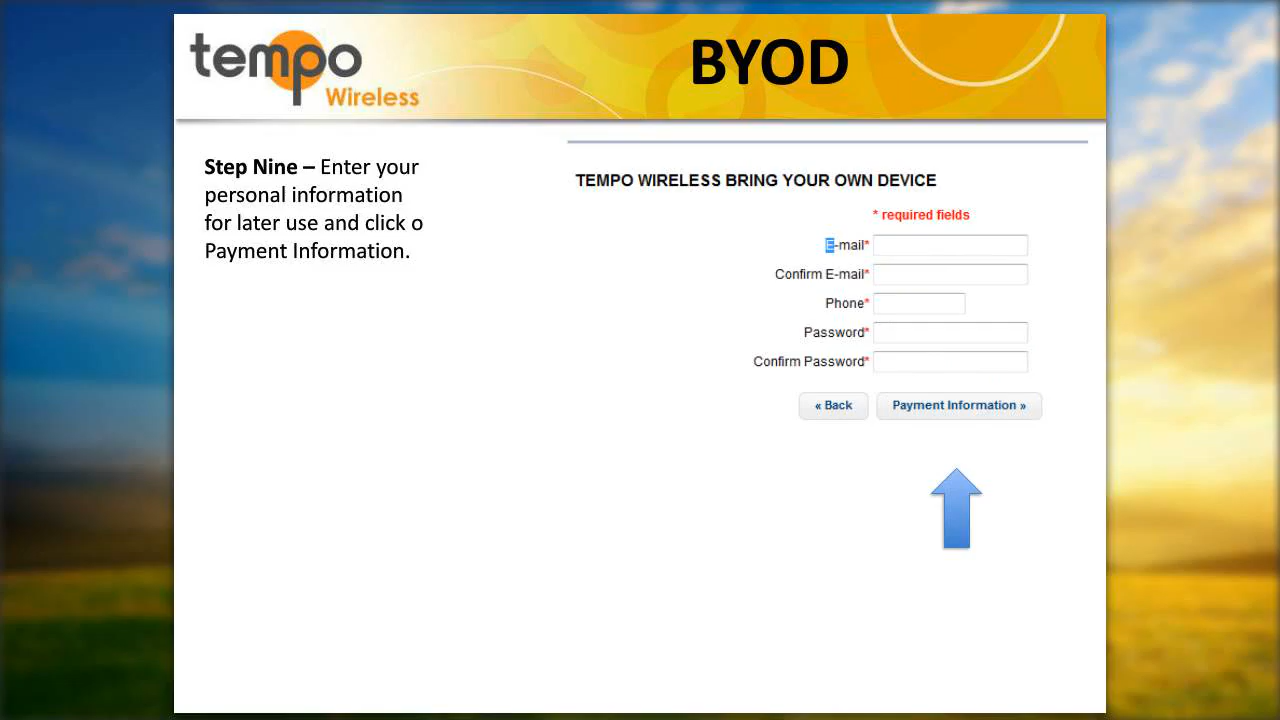 tempo
Wireless
BYOD
Step Nine – Enter your
personal information
for later use and click o
Payment Information.
TEMPO WIRELESS BRING YOUR OWN DEVICE
* required fields
E-mail*
Confirm E-mail*
Phone*
Password*
Confirm Password*
« Back
Payment Information »